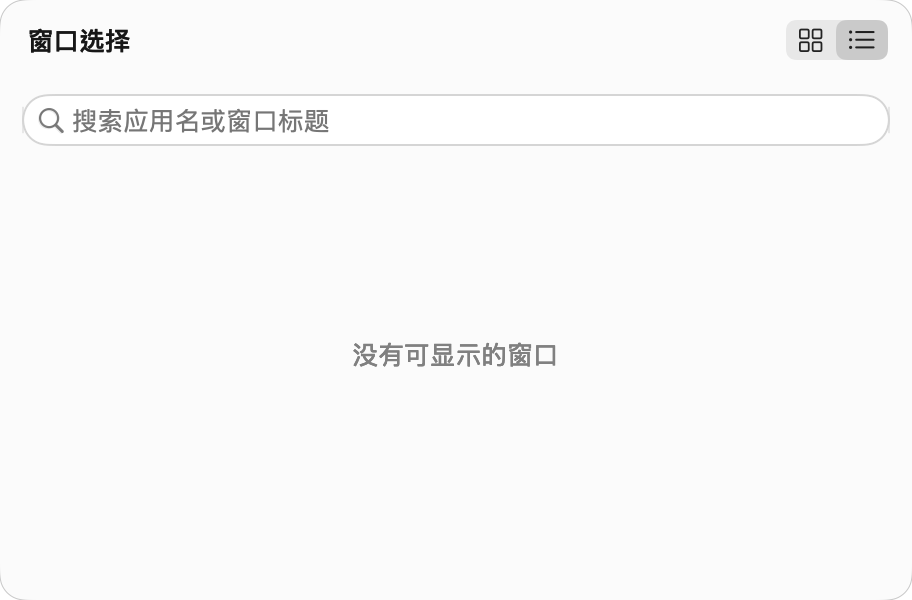 窗口选择
搜索应用名或窗口标题
没有可显示的窗口